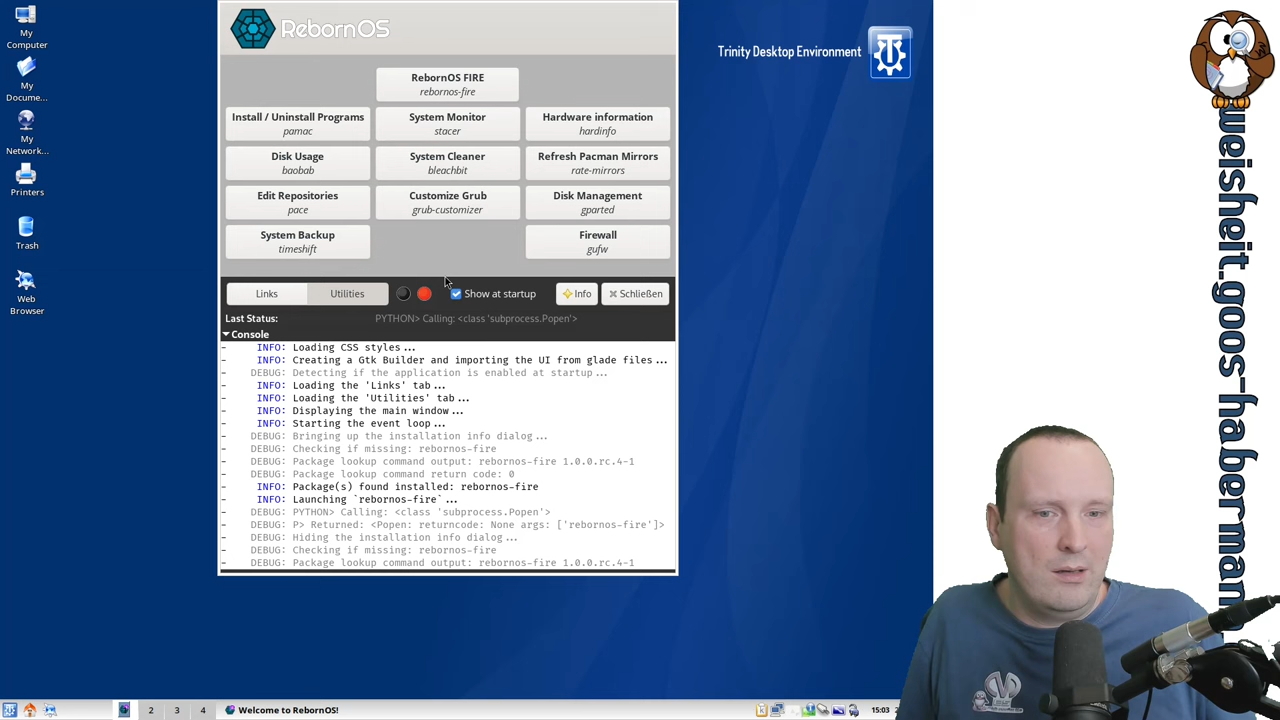 My
Computer
My
Docume...
My
Network...
Printers
Trash
Web
Browser
RebornOS
RebornOS FIRE
rebornos-fire
Install / Uninstall Programs
pamac
System Monitor
stacer
Hardware information
hardinfo
Disk Usage
baobab
System Cleaner
bleachbit
Refresh Pacman Mirrors
rate-mirrors
Edit Repositories
pace
Customize Grub
grub-customizer
Disk Management
gparted
System Backup
timeshift
Firewall
gufw
Links
Utilities
Show at startup
Info
Schließen
Last Status:
PYTHON> Calling: <class 'subprocess.Popen'>
Console
- INFO: Loading CSS styles...
- INFO: Creating a Gtk Builder and importing the UI from glade files...
- DEBUG: Detecting if the application is enabled at startup...
- INFO: Loading the 'Links' tab...
- INFO: Loading the 'Utilities' tab...
- INFO: Displaying the main window...
- INFO: Starting the event loop...
- DEBUG: Bringing up the installation info dialog...
- DEBUG: Checking if missing: rebornos-fire
- DEBUG: Package lookup command output: rebornos-fire 1.0.0.rc.4-1
- DEBUG: Package lookup command return code: 0
- INFO: Package(s) found installed: rebornos-fire
- INFO: Launching `rebornos-fire`...
- DEBUG: PYTHON> Calling: <class 'subprocess.Popen'>
- DEBUG: P> Returned: <Popen: returncode: None args: ['rebornos-fire']>
- DEBUG: Hiding the installation info dialog...
- DEBUG: Checking if missing: rebornos-fire
- DEBUG: Package lookup command output: rebornos-fire 1.0.0.rc.4-1
Trinity Desktop Environment
2
3
4
Welcome to RebornOS!
15:03